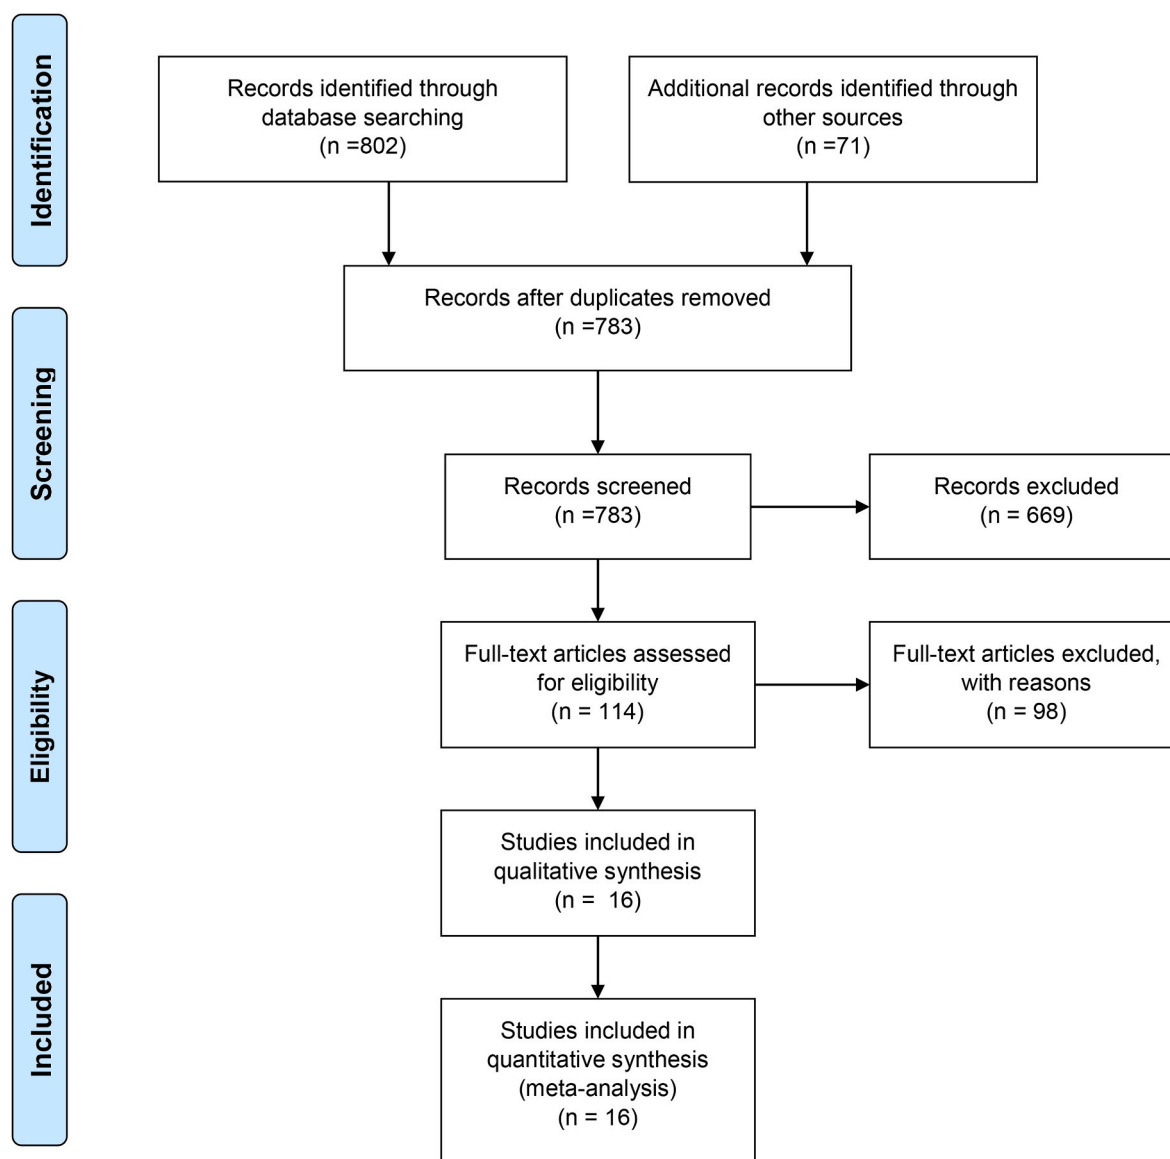 Identification
Records identified through
database searching
(n =802)
Additional records identified through
other sources
(n =71)
Records after duplicates removed
(n =783)
Screening
Records screened
(n =783)
Records excluded
(n = 669)
Eligibility
Full-text articles assessed
for eligibility
(n = 114)
Full-text articles excluded,
with reasons
(n = 98)
Studies included in
qualitative synthesis
(n =  16)
Included
Studies included in
quantitative synthesis
(meta-analysis)
(n = 16)